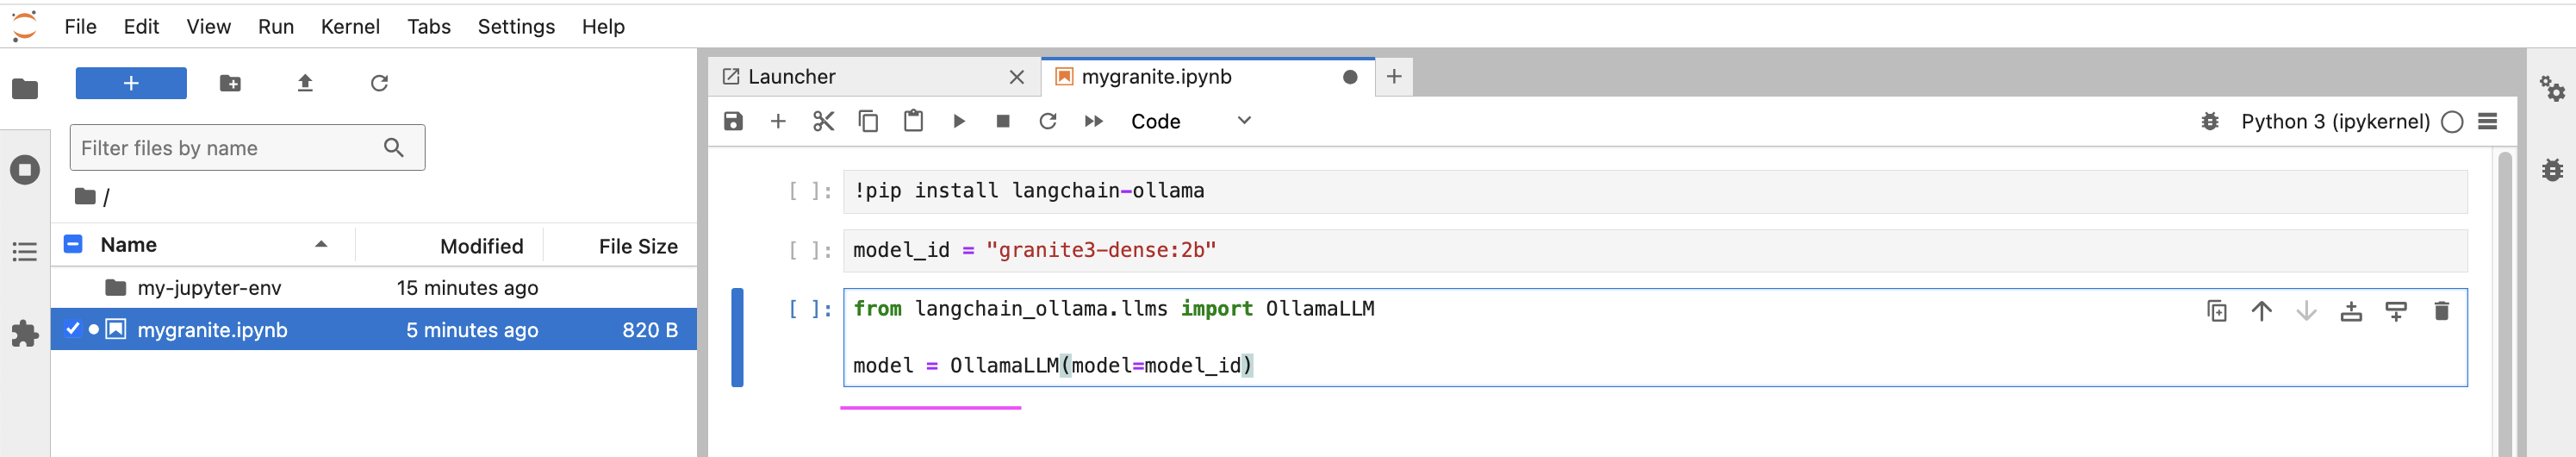 File Edit View Run Kernel Tabs Settings Help
+
Filter files by name
/
Name Modified File Size
my-jupyter-env 15 minutes ago
mygranite.ipynb 5 minutes ago 820 B
Launcher mygranite.ipynb
Code Python 3 (ipykernel)
[ ]: !pip install langchain-ollama
[ ]: model_id = "granite3-dense:2b"
[ ]: from langchain_ollama.llms import OllamaLLM
model = OllamaLLM(model=model_id)